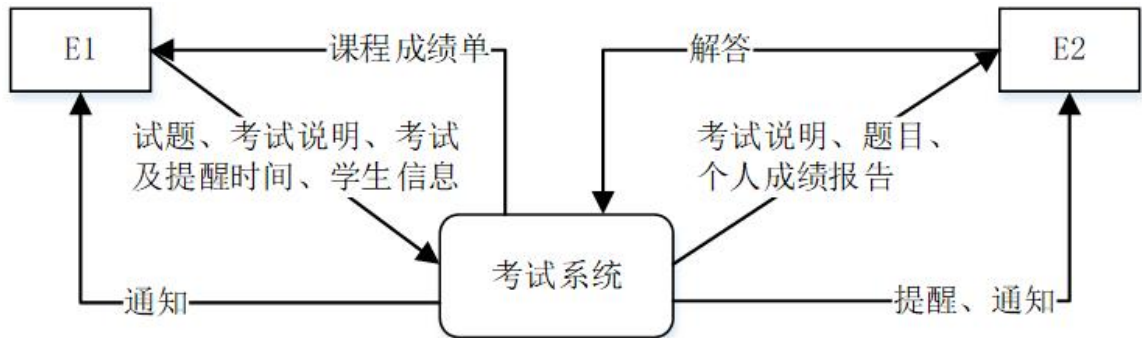 E1
课程成绩单
解答
E2
试题、考试说明、考试
及提醒时间、学生信息
考试说明、题目、
个人成绩报告
考试系统
通知
提醒、通知